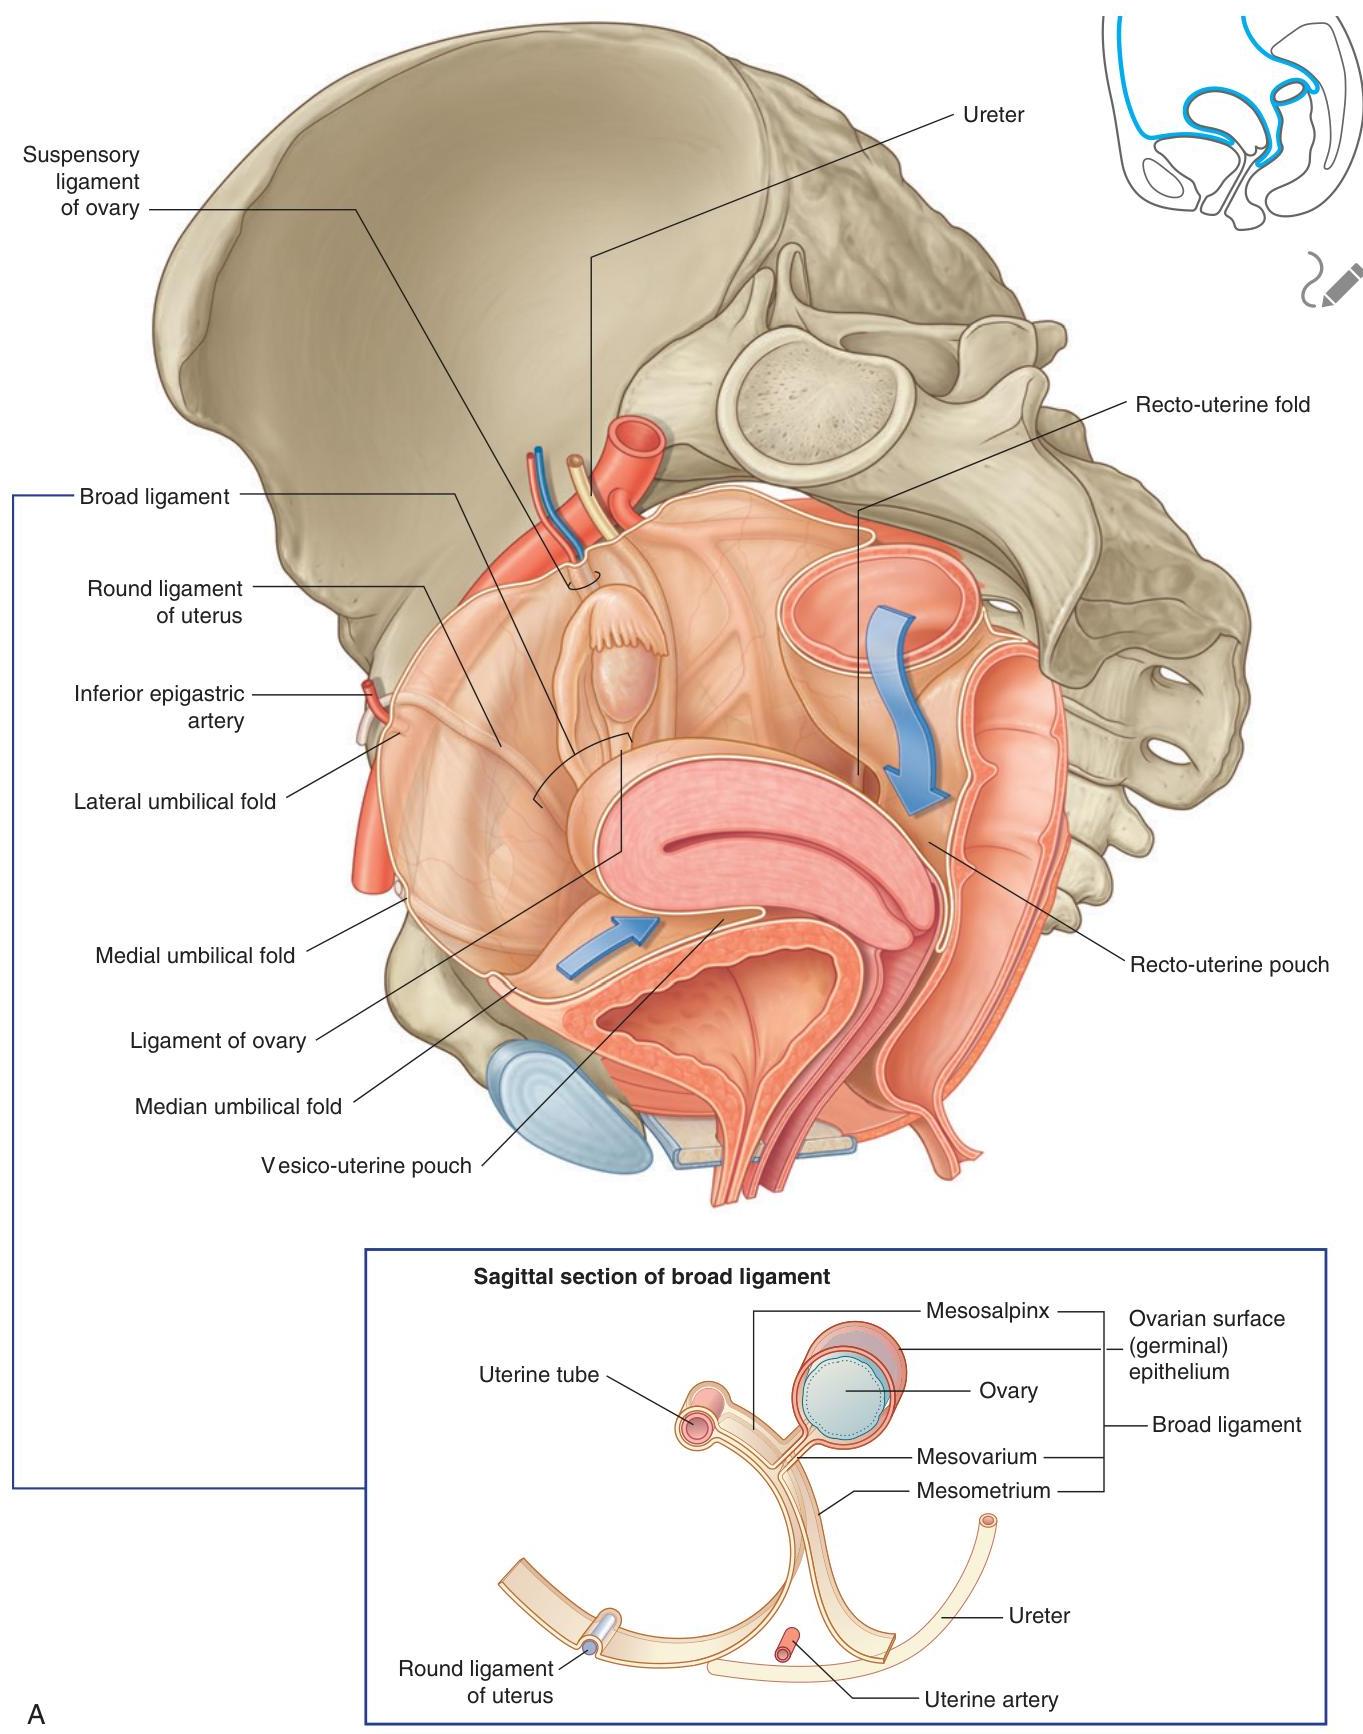 Suspensory
ligament
of ovary
Ureter
Recto-uterine fold
Broad ligament
Round ligament
of uterus
Inferior epigastric
artery
Lateral umbilical fold
Medial umbilical fold
Recto-uterine pouch
Ligament of ovary
Median umbilical fold
Vesico-uterine pouch
Sagittal section of broad ligament
Mesosalpinx
Ovarian surface
(germinal)
epithelium
Uterine tube
Ovary
Broad ligament
Mesovarium
Mesometrium
Ureter
Round ligament
of uterus
Uterine artery
A